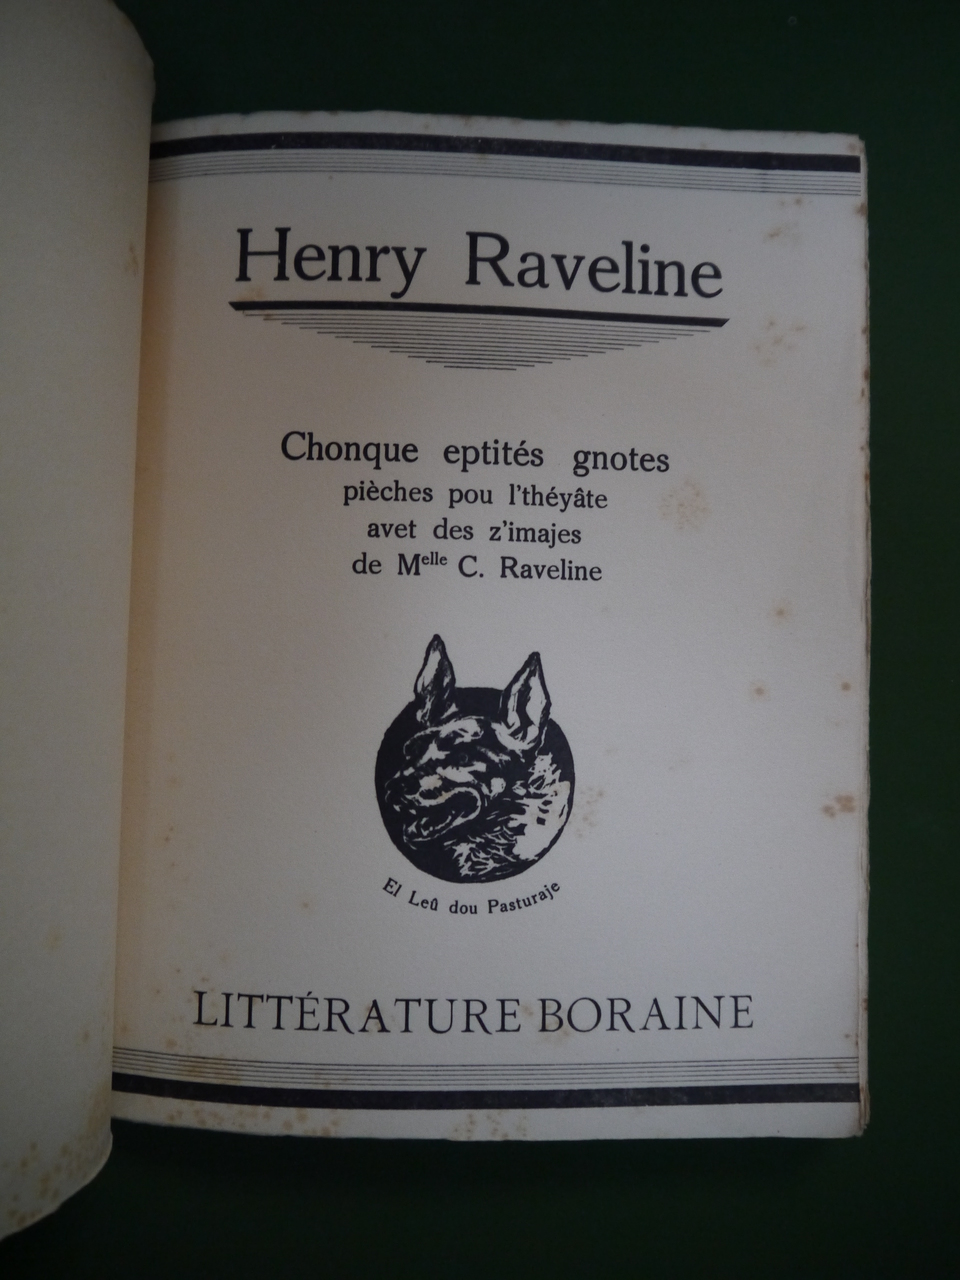 Henry Raveline
Chonque eptités gnotes
pièches pou l'théyâte
avet des z'imajes
de Melle C. Raveline
El Leû dou Pasturaje
LITTÉRATURE BORAINE